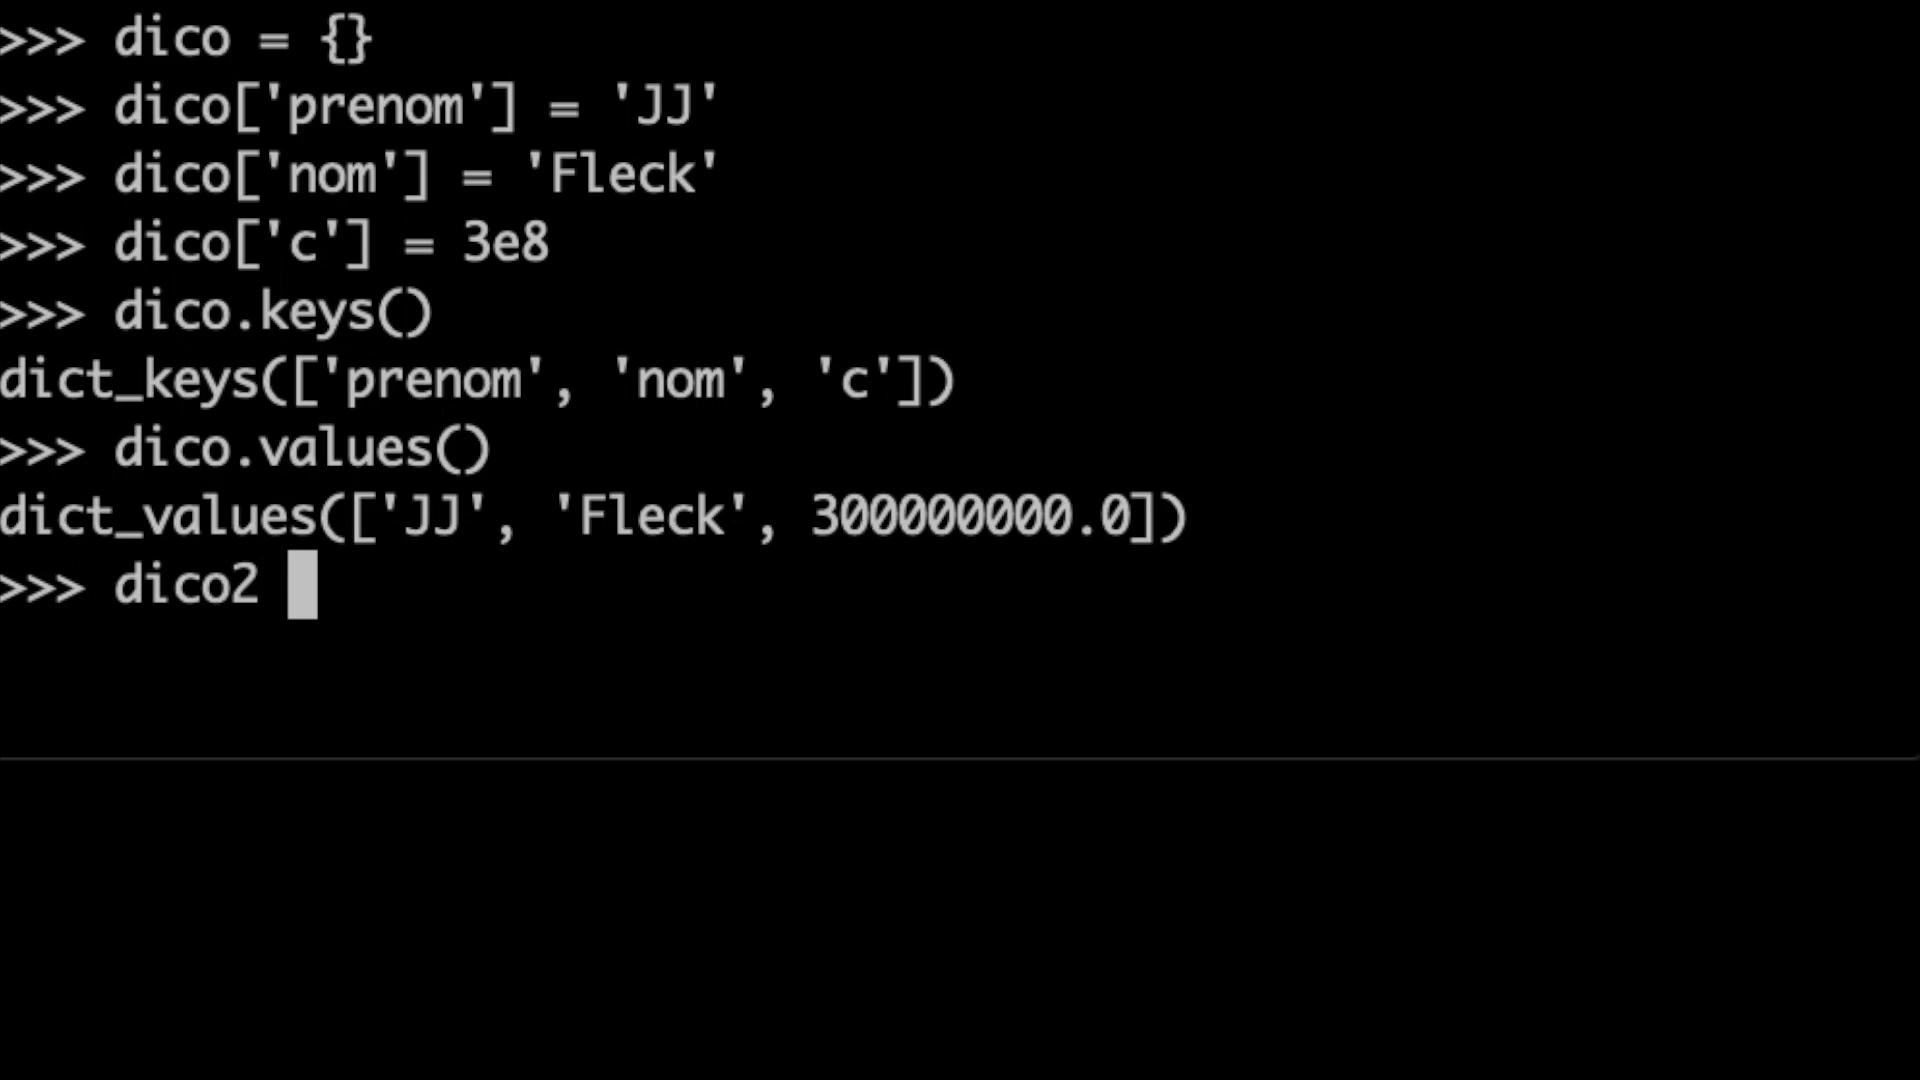 >>> dico = {}
>>> dico['prenom'] = 'JJ'
>>> dico['nom'] = 'Fleck'
>>> dico['c'] = 3e8
>>> dico.keys()
dict_keys(['prenom', 'nom', 'c'])
>>> dico.values()
dict_values(['JJ', 'Fleck', 300000000.0])
>>> dico2